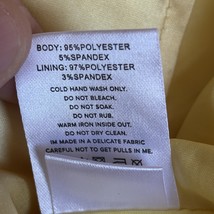 BODY: 95%POLYESTER
5%SPANDEX
LINING: 97%POLYESTER
3%SPANDEX
COLD HAND WASH ONLY.
DO NOT BLEACH.
DO NOT SOAK.
DO NOT RUB.
WARM IRON INSIDE OUT.
DO NOT DRY CLEAN.
IM MADE IN A DELICATE FABRIC
CAREFUL NOT TO GET PULLS IN ME.